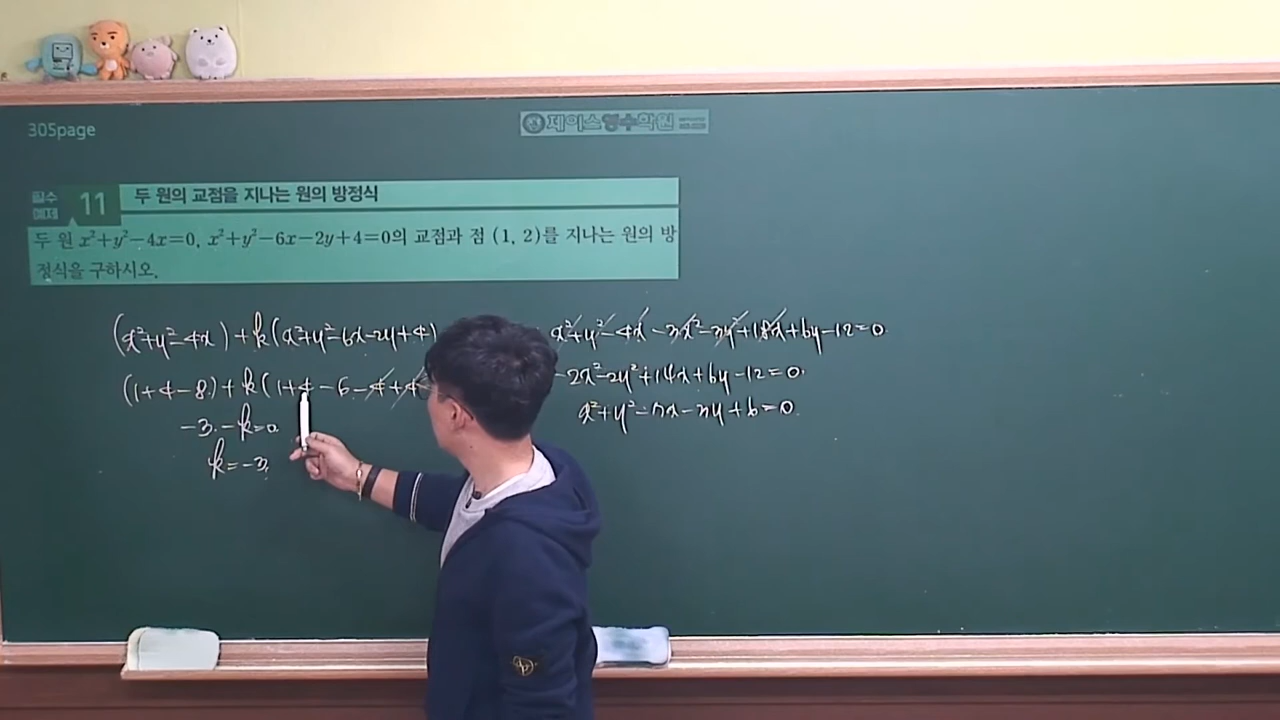 305page
제이스영수학원
필수 예제 11 두 원의 교점을 지나는 원의 방정식
두 원 x²+y²-4x=0, x²+y²-6x-2y+4=0의 교점과 점 (1, 2)를 지나는 원의 방
정식을 구하시오.
(x²+y²-4x)+k(x²+y²-6x-2y+4)
(1+4-8)+k(1+4-6-4+4
-3-k=0
k=-3
x²+y²-4x-3x²-3y²+18x+6y-12=0
-2x²-2y²+14x+6y-12=0
x²+y²-7x-3y+6=0